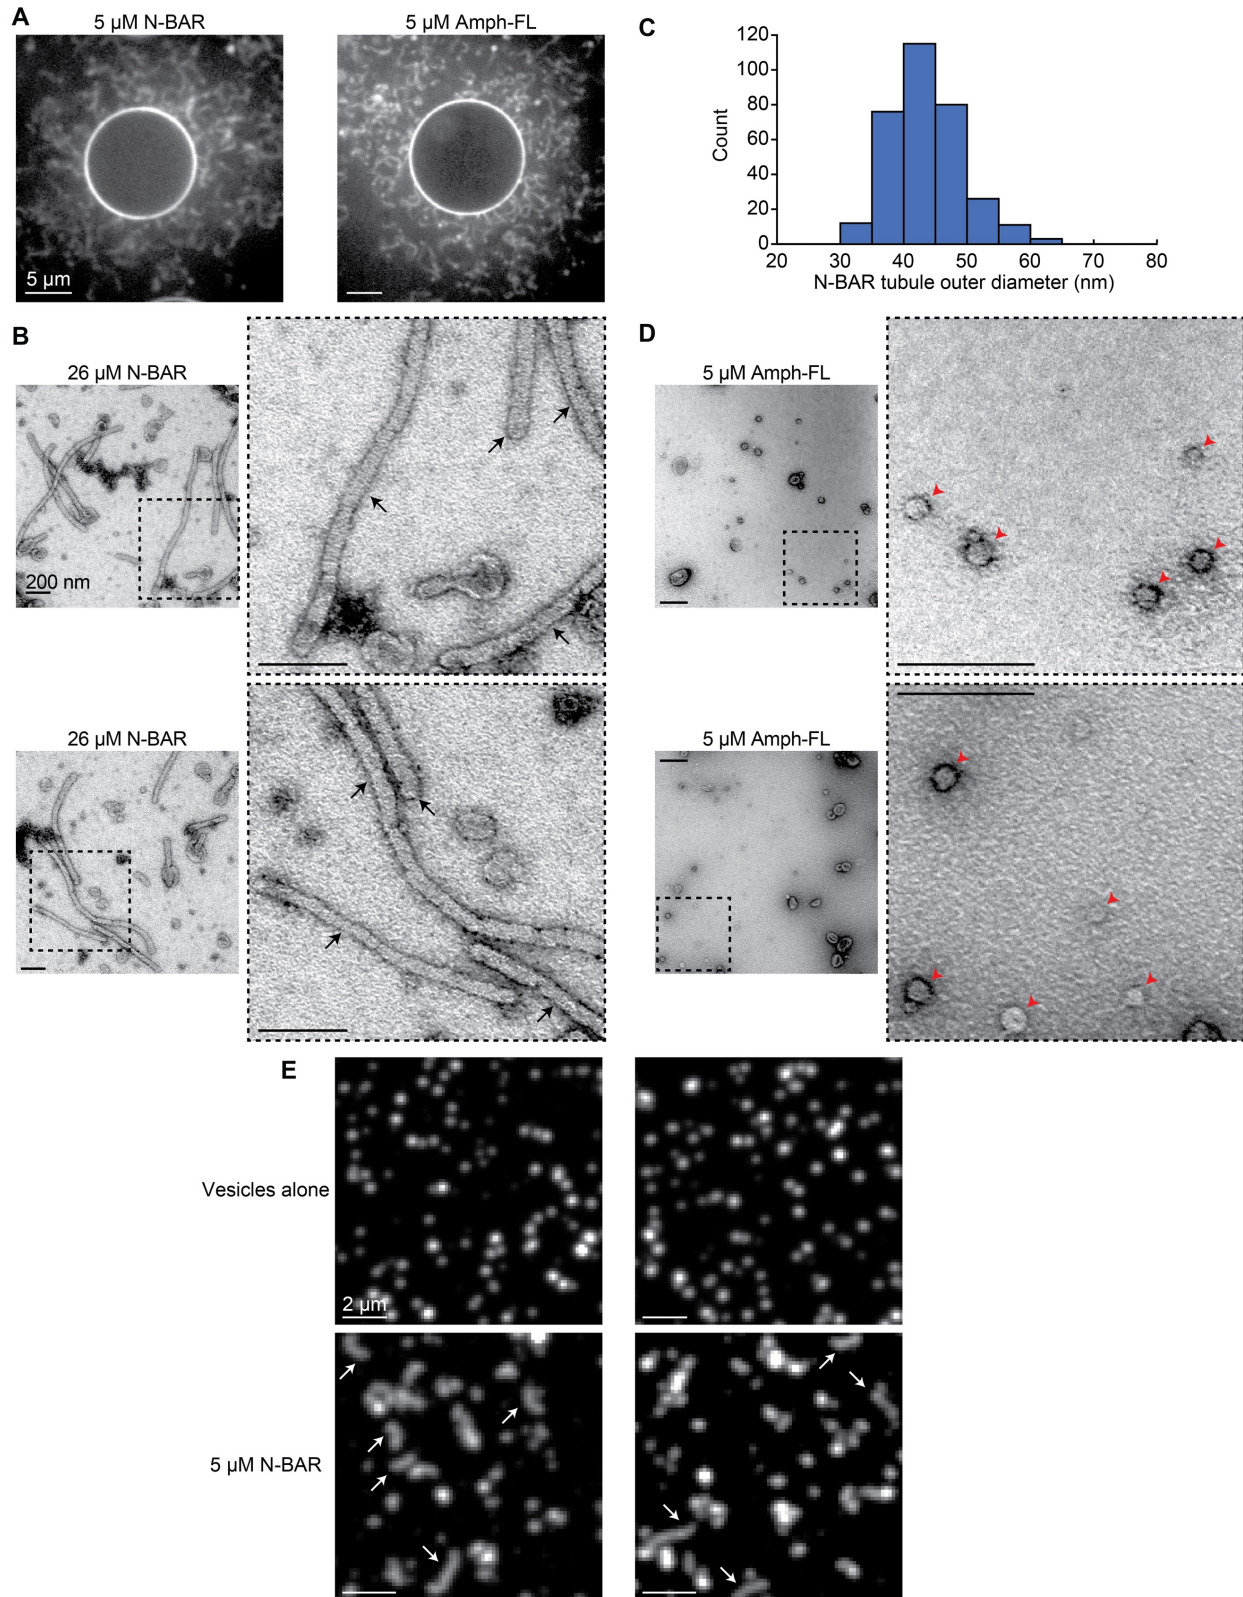 A
5 µM N-BAR
5 µM Amph-FL
5 µm
C
120
100
80
60
40
20
0
Count
20
30
40
50
60
70
80
N-BAR tubule outer diameter (nm)
B
26 µM N-BAR
200 nm
26 µM N-BAR
D
5 µM Amph-FL
5 µM Amph-FL
E
Vesicles alone
2 µm
5 µM N-BAR